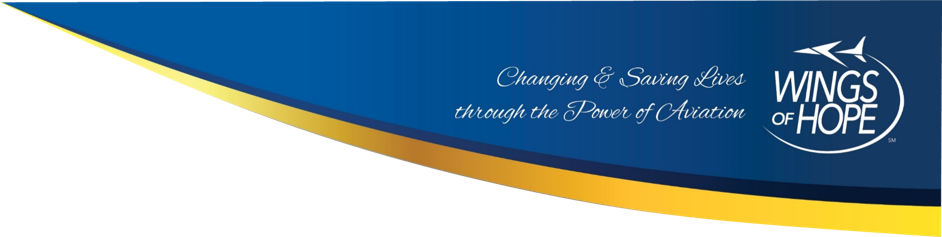 Changing & Saving Lives
through the Power of Aviation
WINGS
OF HOPE
SM